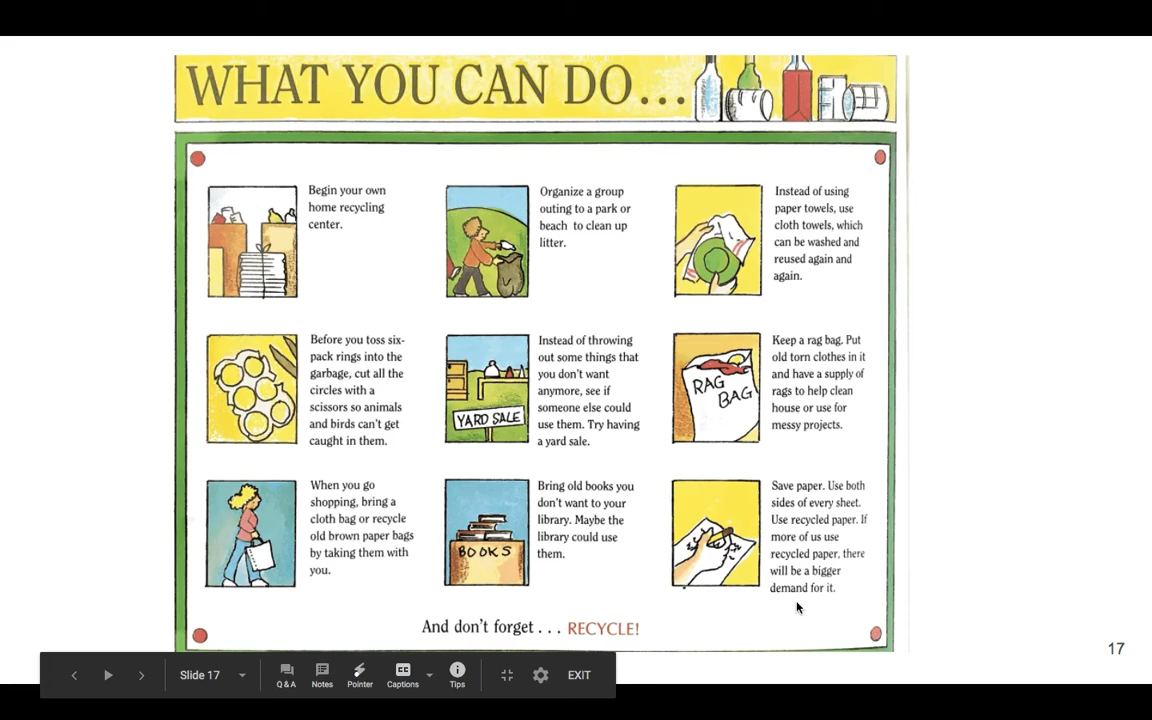 WHAT YOU CAN DO...
Begin your own
home recycling
center.
Organize a group
outing to a park or
beach to clean up
litter.
Instead of using
paper towels, use
cloth towels, which
can be washed and
reused again and
again.
Before you toss six-
pack rings into the
garbage, cut all the
circles with a
scissors so animals
and birds can't get
caught in them.
YARD SALE
Instead of throwing
out some things that
you don't want
anymore, see if
someone else could
use them. Try having
a yard sale.
RAG
BAG
Keep a rag bag. Put
old torn clothes in it
and have a supply of
rags to help clean
house or use for
messy projects.
When you go
shopping, bring a
cloth bag or recycle
old brown paper bags
by taking them with
you.
BOOKS
Bring old books you
don't want to your
library. Maybe the
library could use
them.
Save paper. Use both
sides of every sheet.
Use recycled paper. If
more of us use
recycled paper, there
will be a bigger
demand for it.
And don't forget . . . RECYCLE!
17
Slide 17
Q & A
Notes
Pointer
CC
Captions
Tips
EXIT